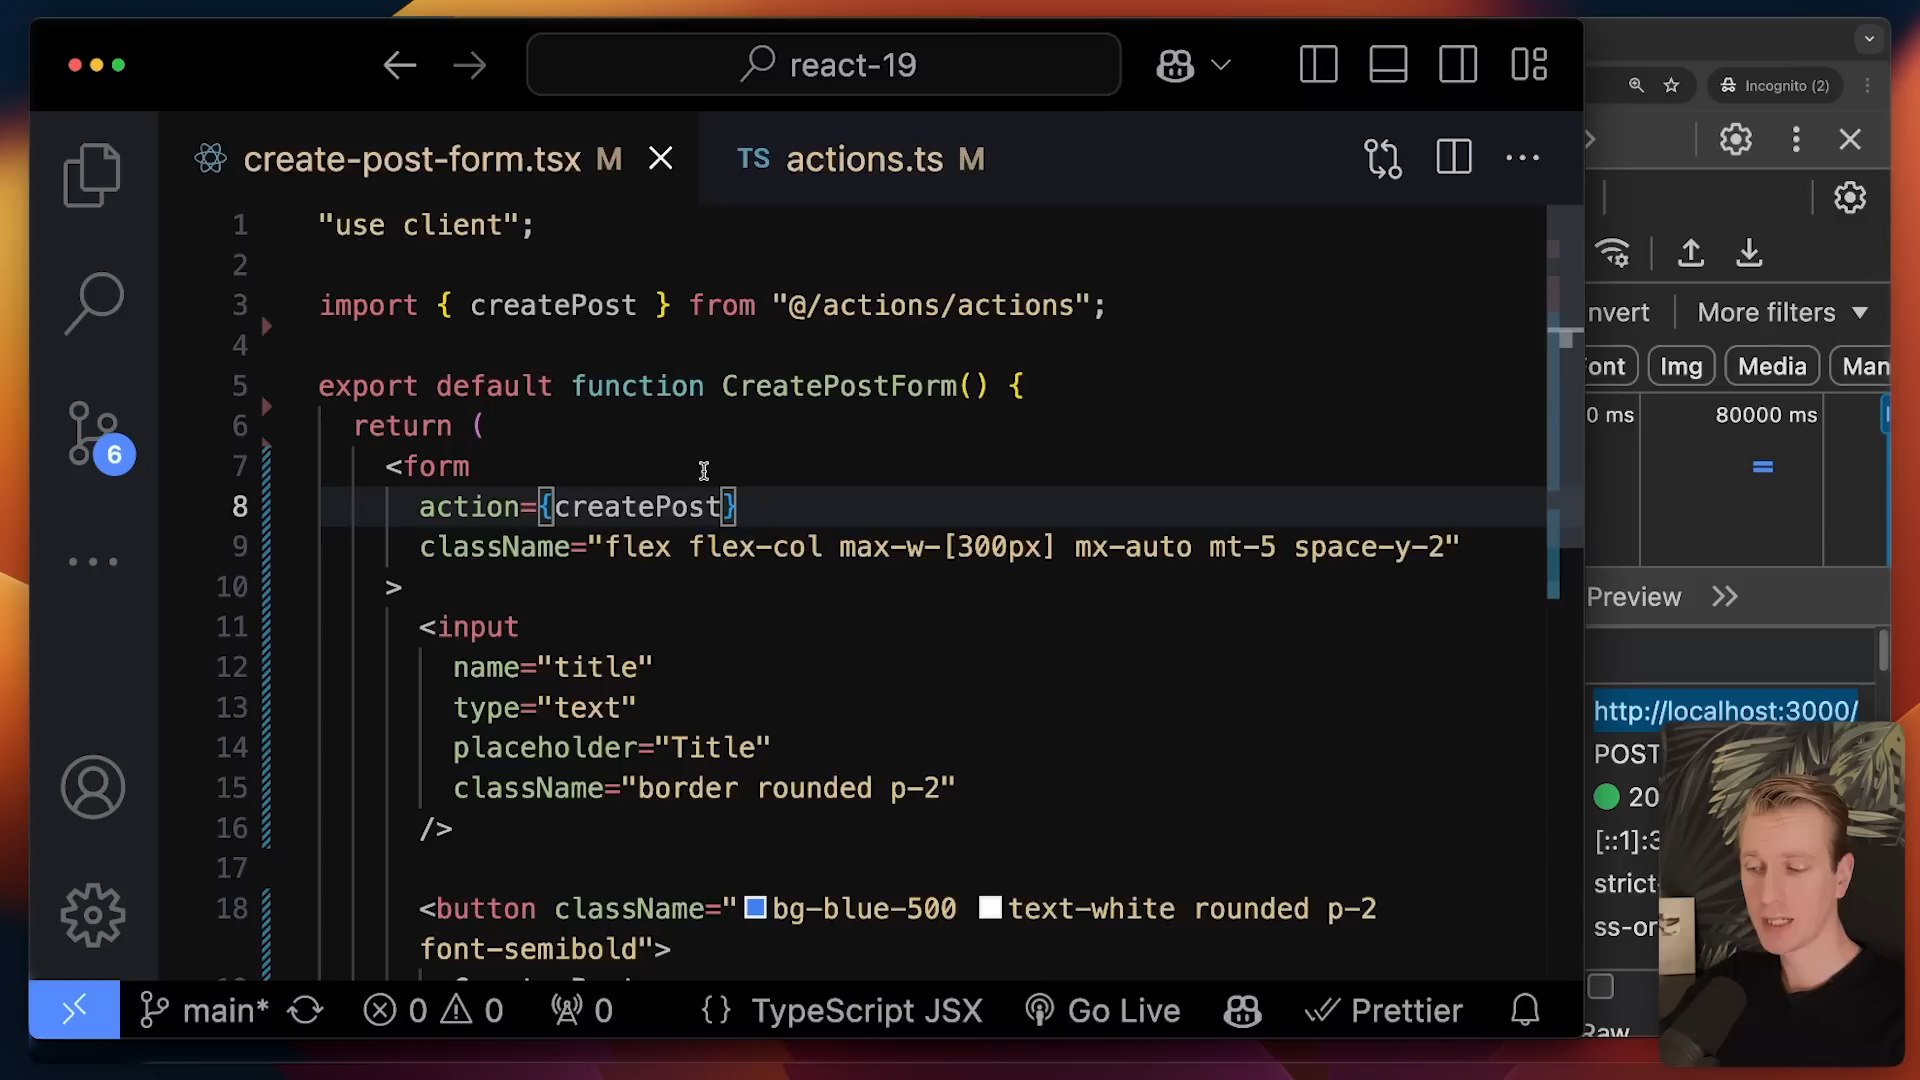 react-19
Incognito (2)
create-post-form.tsx M
TS actions.ts M
1 "use client";
2
3 import { createPost } from "@/actions/actions";
4
5 export default function CreatePostForm() {
6 return (
7 <form
8 action={createPost}
9 className="flex flex-col max-w-[300px] mx-auto mt-5 space-y-2"
10 >
11 <input
12 name="title"
13 type="text"
14 placeholder="Title"
15 className="border rounded p-2"
16 />
17
18 <button className="bg-blue-500 text-white rounded p-2
font-semibold">
6
nvert
More filters
ont
Img
Media
Man
0 ms
80000 ms
Preview
http://localhost:3000/
POST
20
[::1]:3
strict-
ss-or
Raw
main*
0
0
0
{} TypeScript JSX
Go Live
Prettier